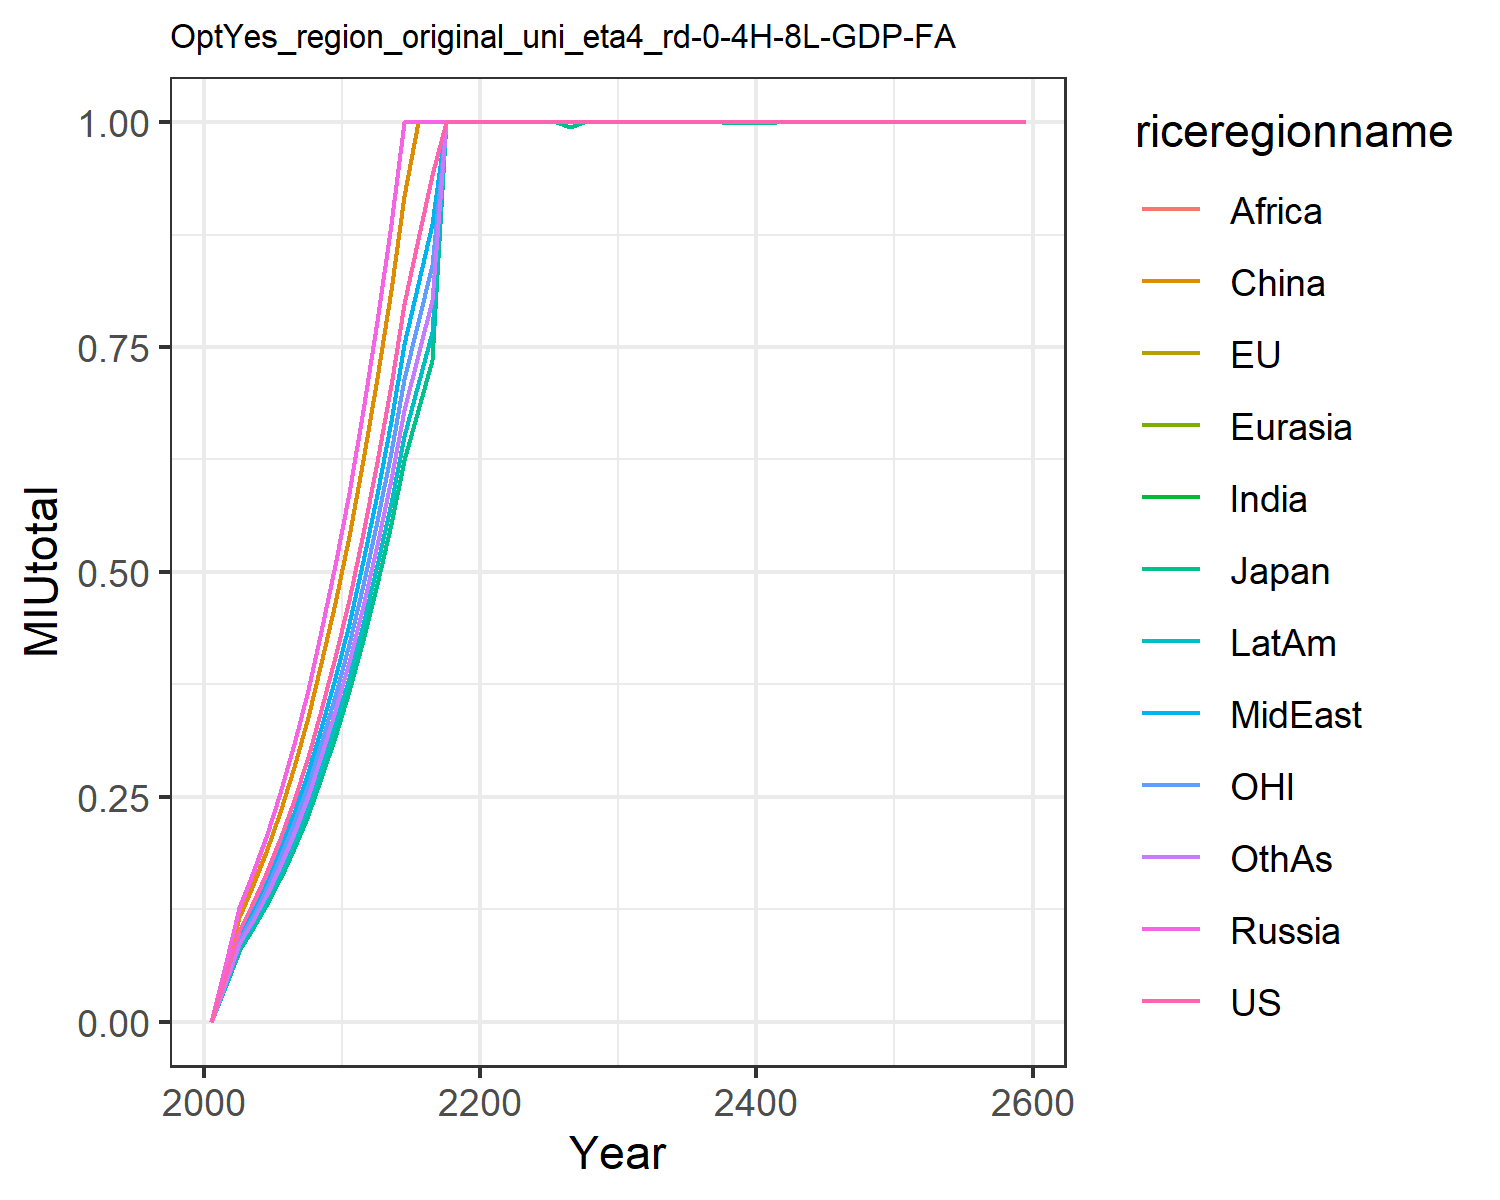 OptYes_region_original_uni_eta4_rd-0-4H-8L-GDP-FA
1.00
0.75
0.50
0.25
0.00
MIUtotal
2000 2200 2400 2600
Year
riceregionname
Africa
China
EU
Eurasia
India
Japan
LatAm
MidEast
OHI
OthAs
Russia
US